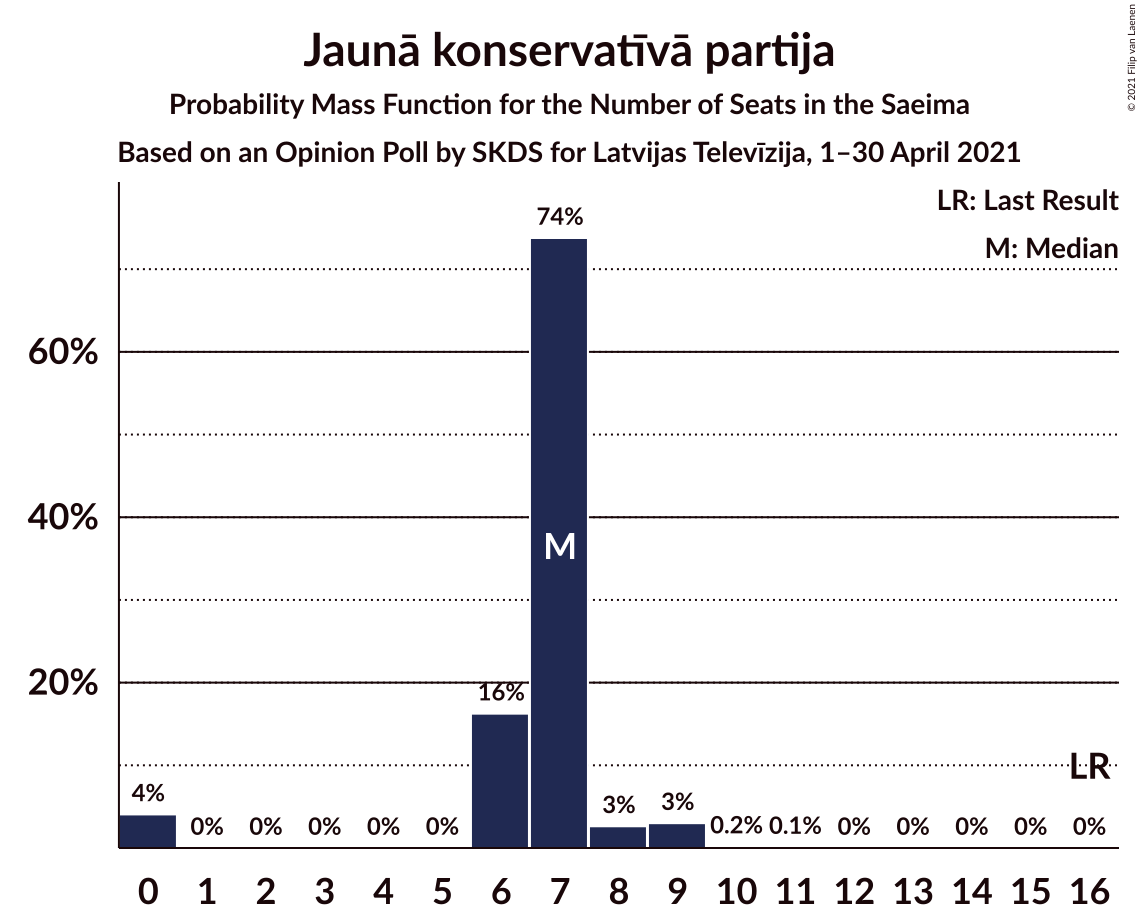 Jaunā konservatīvā partija
Probability Mass Function for the Number of Seats in the Saeima
Based on an Opinion Poll by SKDS for Latvijas Televīzija, 1–30 April 2021
© 2021 Filip van Laenen
LR: Last Result
M: Median
60%
40%
20%
4%
0%
0%
0%
0%
0%
16%
74%
M
3%
3%
0.2%
0.1%
0%
0%
0%
0%
0%
LR
0 1 2 3 4 5 6 7 8 9 10 11 12 13 14 15 16